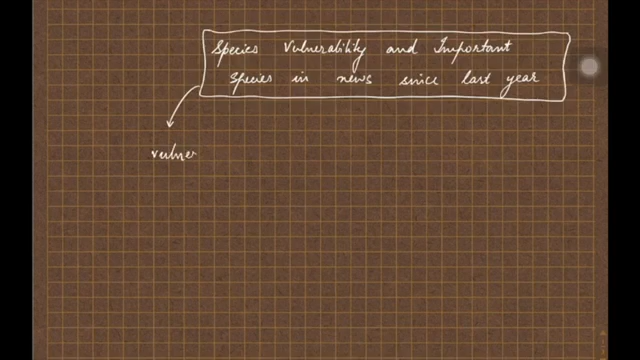 Species Vulnerability and Important
Species in news since last year
vulner